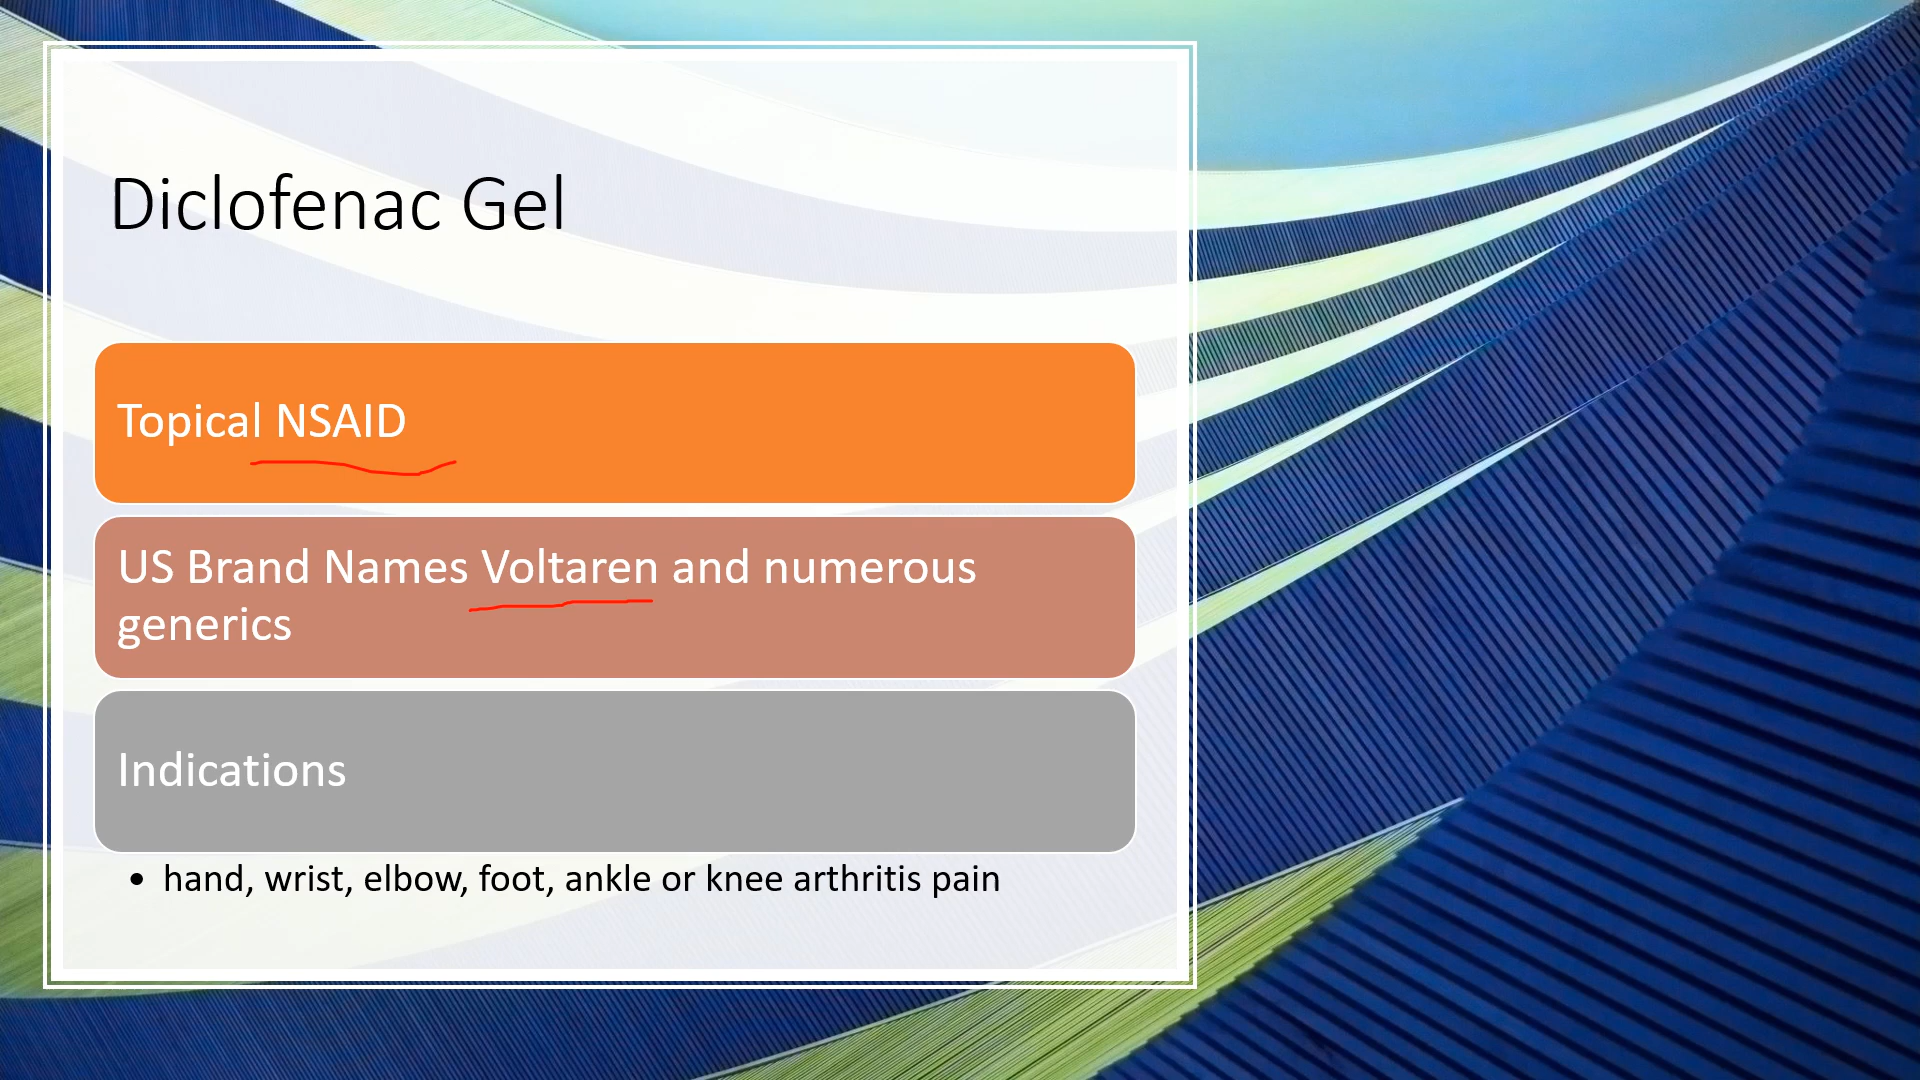 Diclofenac Gel
Topical NSAID
US Brand Names Voltaren and numerous
generics
Indications
• hand, wrist, elbow, foot, ankle or knee arthritis pain